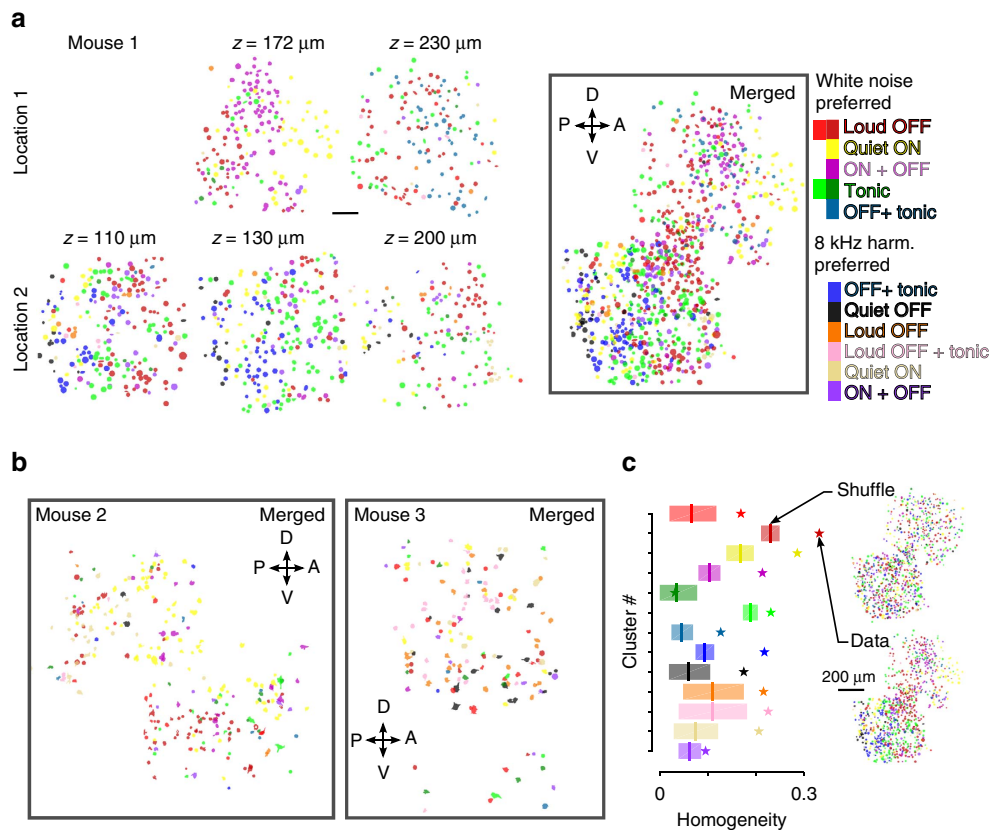 a
Mouse 1
z = 172 μm
z = 230 μm
Location 1
z = 110 μm
z = 130 μm
z = 200 μm
Location 2
D
P A
V
Merged
White noise
preferred
Loud OFF
Quiet ON
ON + OFF
Tonic
OFF+ tonic
8 kHz harm.
preferred
OFF+ tonic
Quiet OFF
Loud OFF
Loud OFF + tonic
Quiet ON
ON + OFF
b
Mouse 2
Merged
D
P A
V
Mouse 3
Merged
D
P A
V
c
Shuffle
Data
200 μm
Cluster #
0
0.3
Homogeneity